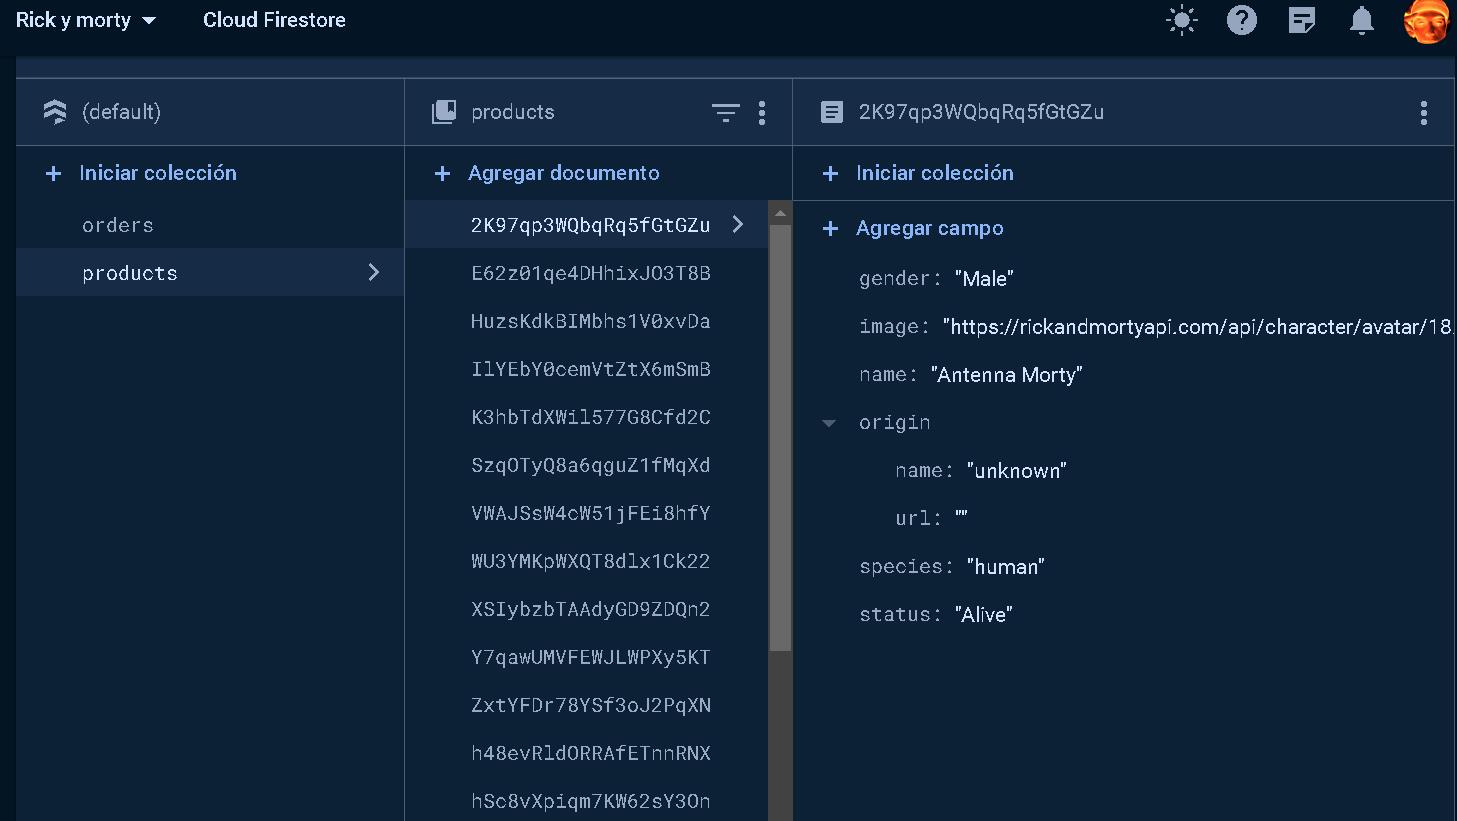 Rick y morty
Cloud Firestore
(default)
Iniciar colección
orders
products
products
Agregar documento
2K97qp3WQbqRq5fGtGZu
E62z01qe4DHhixJO3T8B
HuzsKdkBIMbhs1V0xvDa
IlYEbY0cemVtZtX6mSmB
K3hbTdXWil577G8Cfd2C
SzqOTyQ8a6qguZ1fMqXd
VWAJSsW4cW51jFEi8hfY
WU3YMKpWXQT8dlx1Ck22
XSIybzbTAAdyGD9ZDQn2
Y7qawUMVFEWJLWPXy5KT
ZxtYFDr78YSf3oJ2PqXN
h48evRldORRAfETnnRNX
hSc8vXpiqm7KW62sY3On
2K97qp3WQbqRq5fGtGZu
Iniciar colección
Agregar campo
gender: "Male"
image: "https://rickandmortyapi.com/api/character/avatar/18.
name: "Antenna Morty"
origin
name: "unknown"
url: ""
species: "human"
status: "Alive"